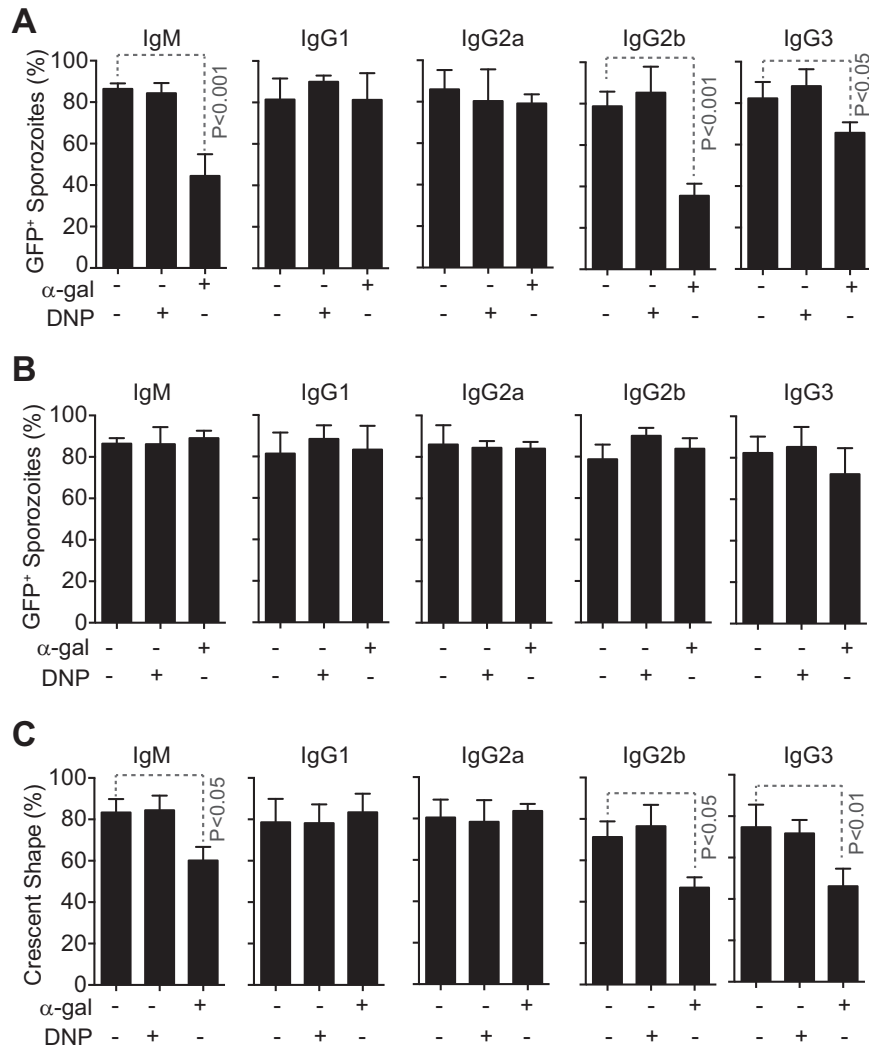 A
IgM IgG1 IgG2a IgG2b IgG3
GFP⁺ Sporozoites (%)
100
80
60
40
20
0
P<0.001
P<0.001
P<0.05
α-gal - - + - - + - - + - - + - - +
DNP - + - - + - - + - - + - - + -
B
IgM IgG1 IgG2a IgG2b IgG3
GFP⁺ Sporozoites (%)
100
80
60
40
20
0
α-gal - - + - - + - - + - - + - - +
DNP - + - - + - - + - - + - - + -
C
IgM IgG1 IgG2a IgG2b IgG3
Crescent Shape (%)
100
80
60
40
20
0
P<0.05
P<0.05
P<0.01
α-gal - - + - - + - - + - - + - - +
DNP - + - - + - - + - - + - - + -